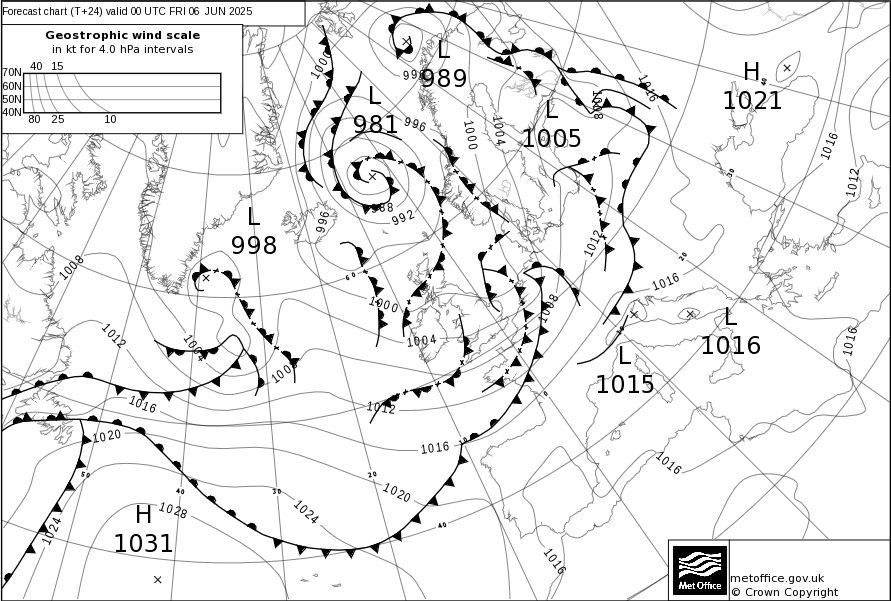 Forecast chart (T+24) valid 00 UTC FRI 06 JUN 2025
Geostrophic wind scale
in kt for 4.0 hPa intervals
40 15
70N
60N
50N
40N
80 25 10
L
989
L
981
L
1005
H
1021
L
998
L
1016
L
1015
H
1031
996
1000
1004
1008
1016
1016
1012
996
988
992
996
1008
1012
1000
1004
1008
1012
1004
1008
1016
1012
1016
1016
1020
1016
1020
1024
1028
1024
1016
1016
1016
60
50
40
30
20
10
0
40
10
20
30
40
Met Office
metoffice.gov.uk
© Crown Copyright